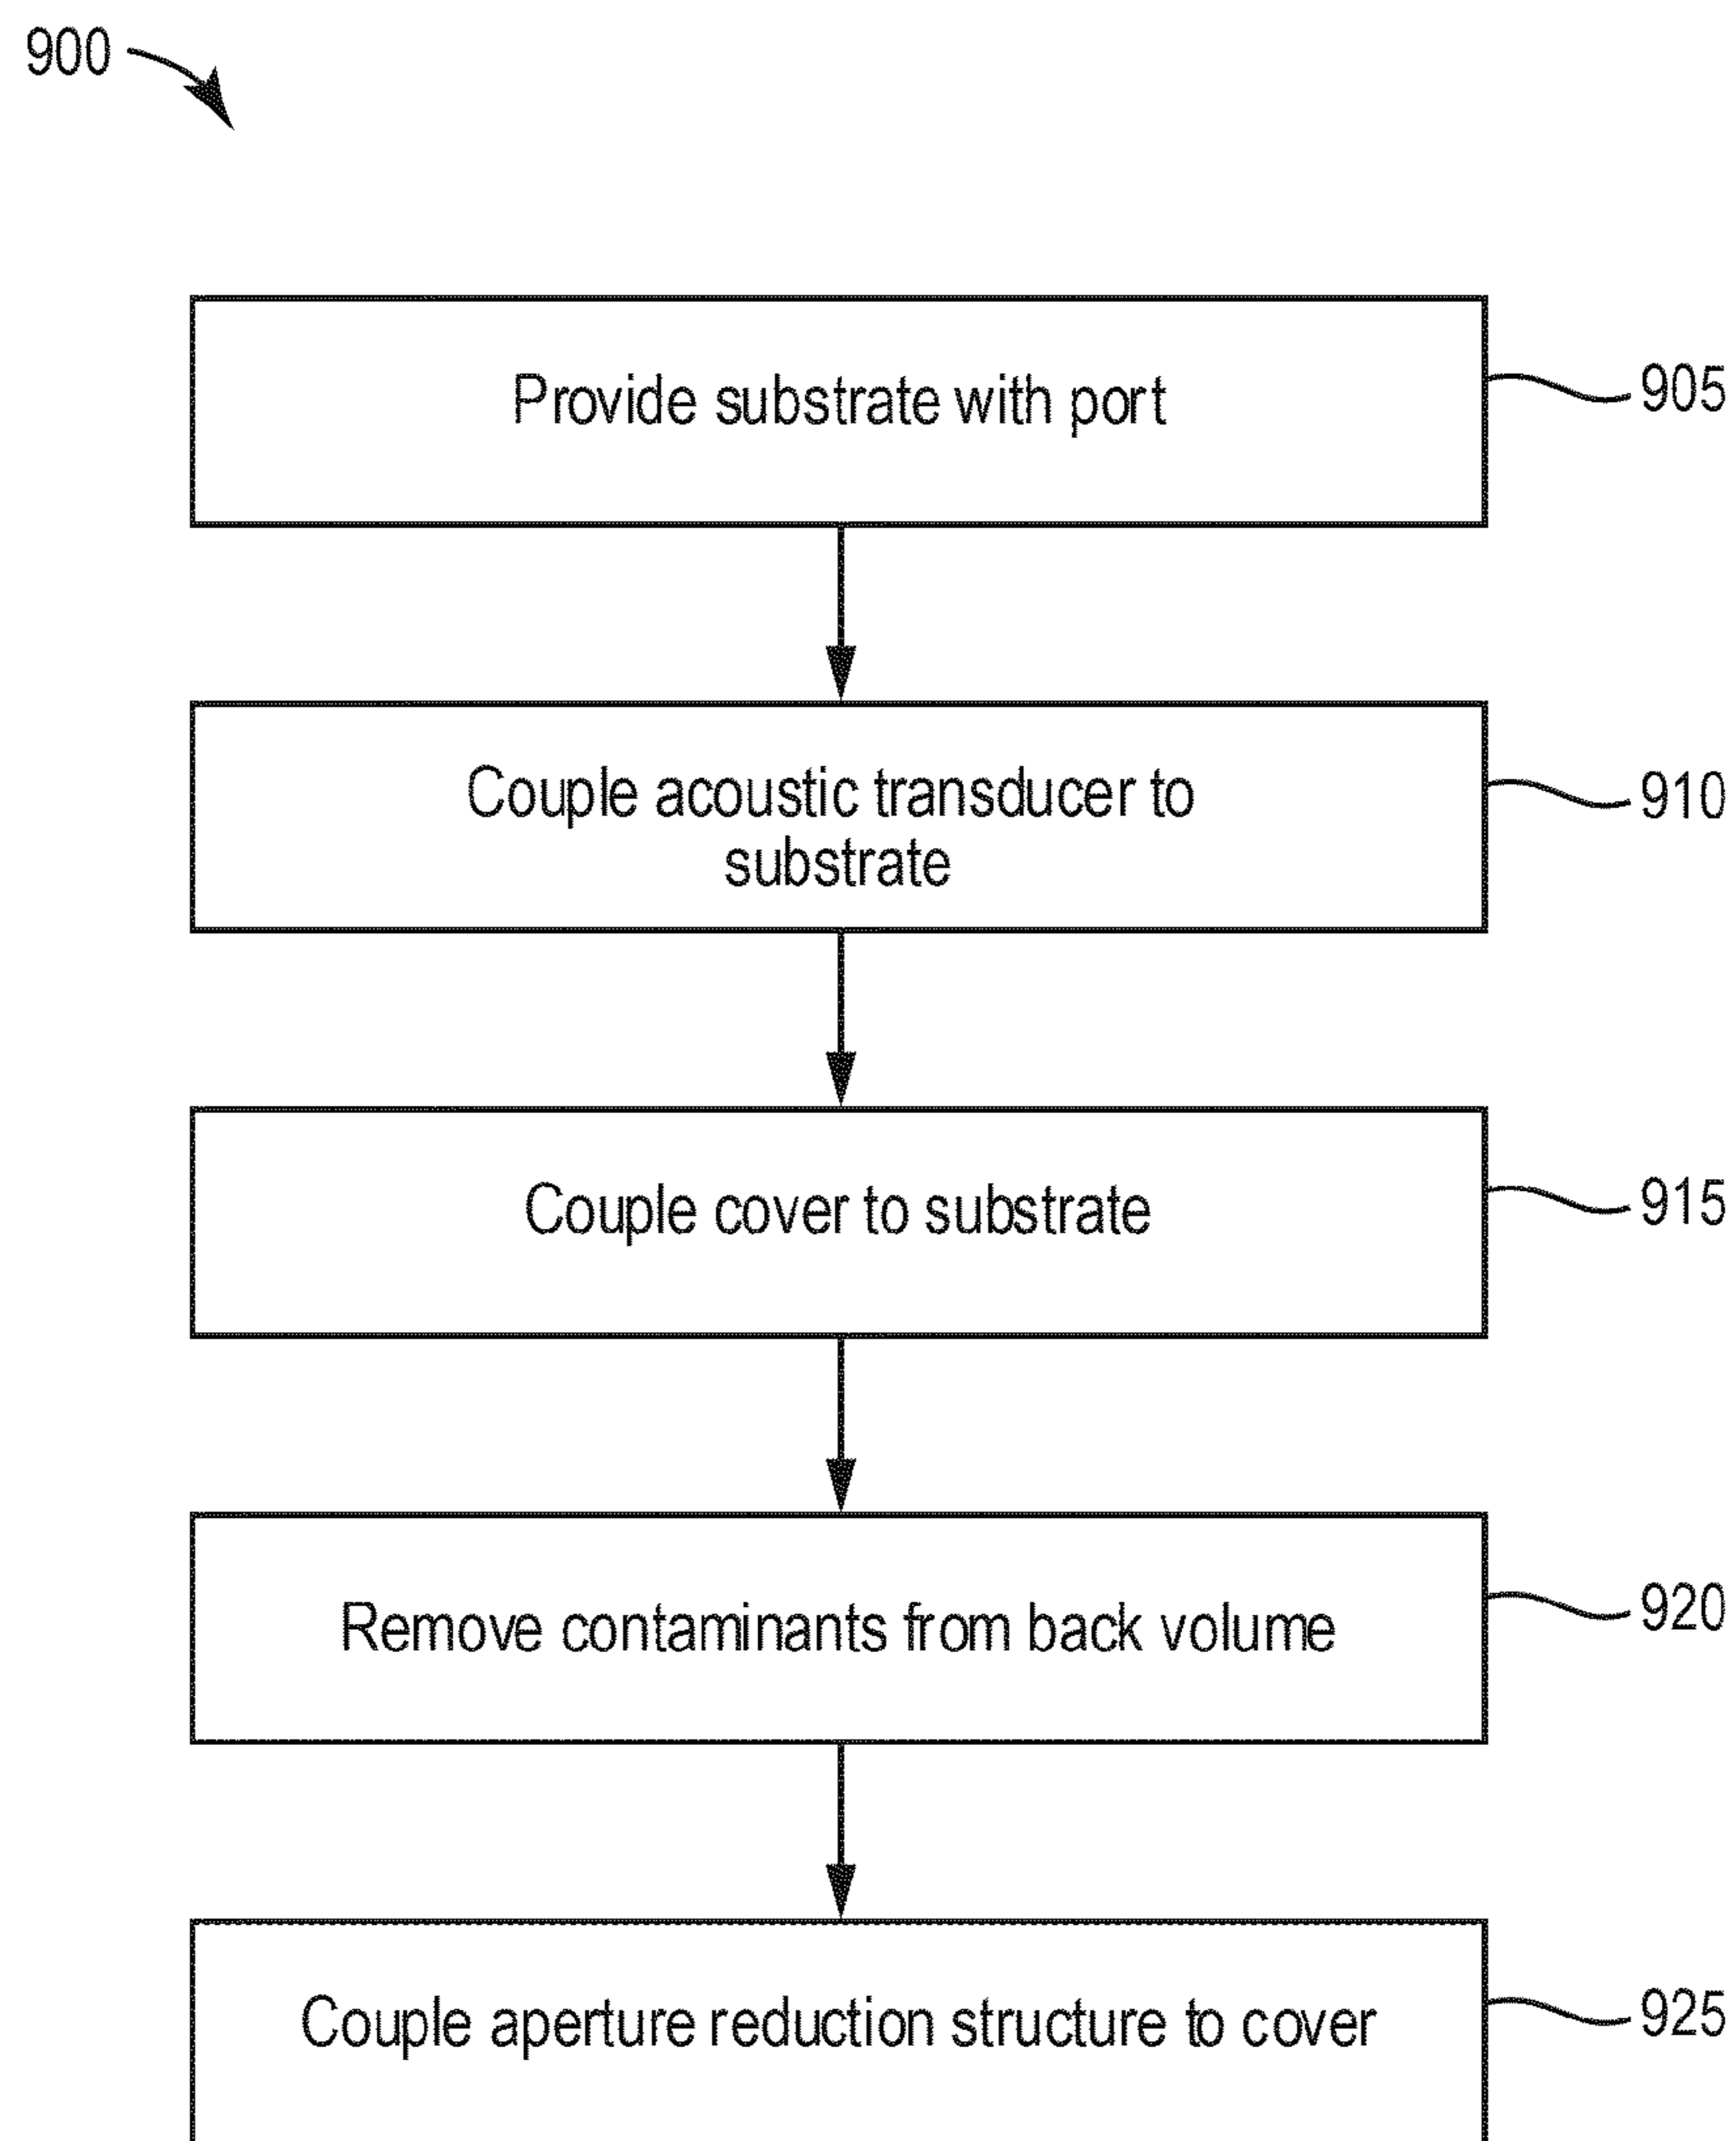 900
Provide substrate with port
905
Couple acoustic transducer to
substrate
910
Couple cover to substrate
915
Remove contaminants from back volume
920
Couple aperture reduction structure to cover
925